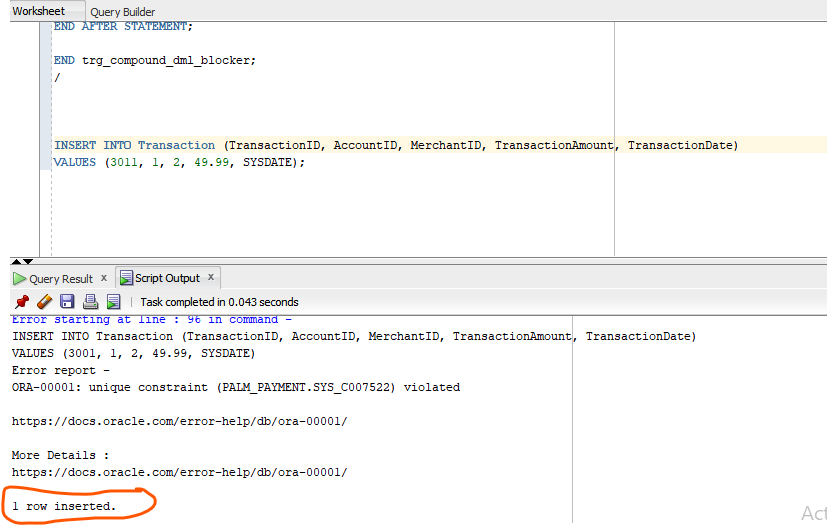 Worksheet Query Builder
END AFTER STATEMENT;
END trg_compound_dml_blocker;
/
INSERT INTO Transaction (TransactionID, AccountID, MerchantID, TransactionAmount, TransactionDate)
VALUES (3011, 1, 2, 49.99, SYSDATE);
Query Result x Script Output x
Task completed in 0.043 seconds
Error starting at line : 96 in command -
INSERT INTO Transaction (TransactionID, AccountID, MerchantID, TransactionAmount, TransactionDate)
VALUES (3001, 1, 2, 49.99, SYSDATE)
Error report -
ORA-00001: unique constraint (PALM_PAYMENT.SYS_C007522) violated
https://docs.oracle.com/error-help/db/ora-00001/
More Details :
https://docs.oracle.com/error-help/db/ora-00001/
1 row inserted.
Act